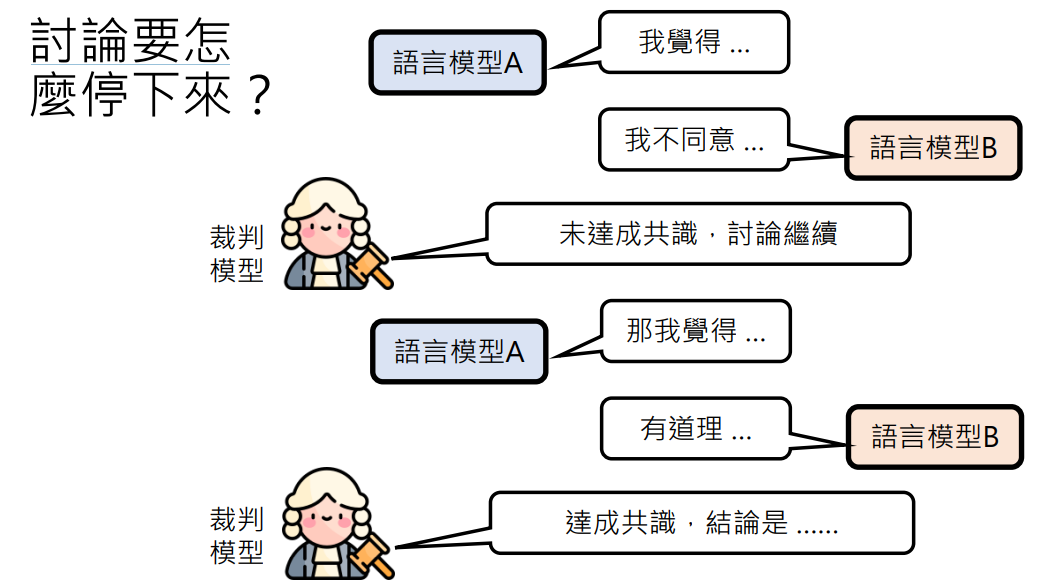 討論要怎
麼停下來？
語言模型A
我覺得 ...
我不同意 ...
語言模型B
裁判
模型
未達成共識，討論繼續
語言模型A
那我覺得 ...
有道理 ...
語言模型B
裁判
模型
達成共識，結論是 ......